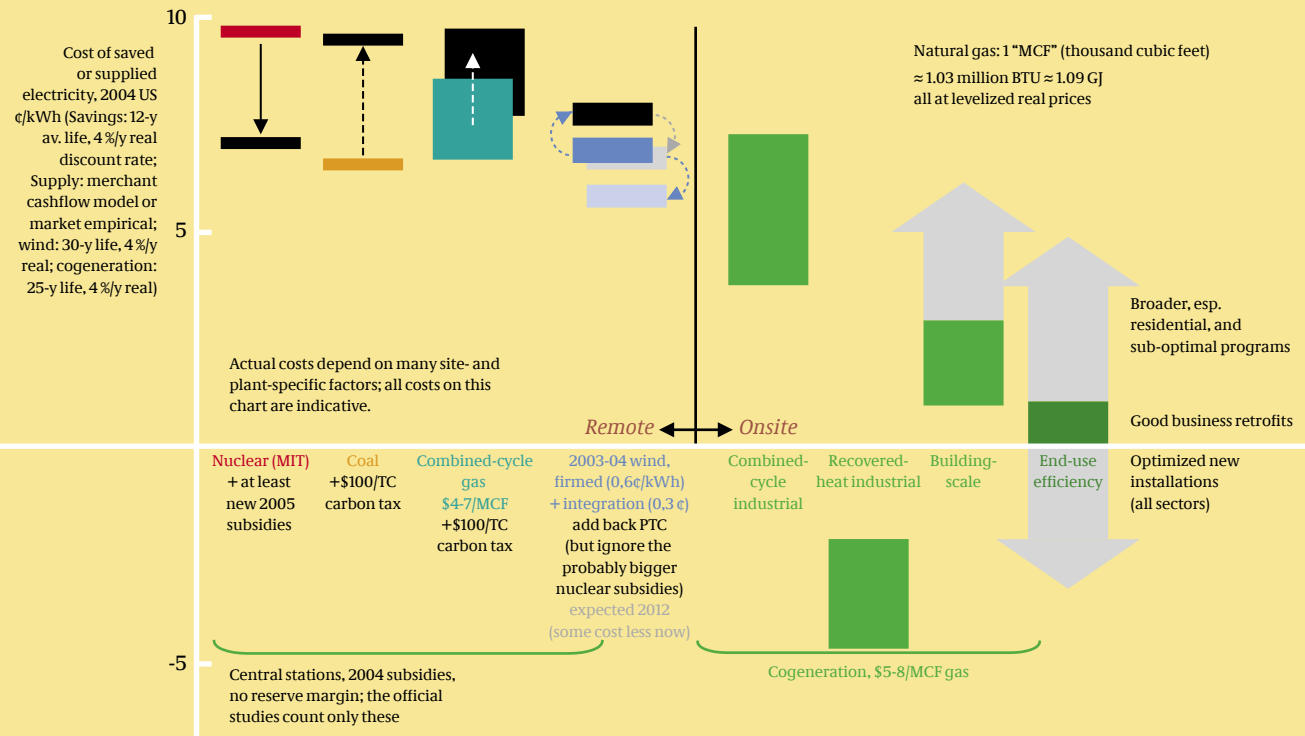 10
Cost of saved
or supplied
electricity, 2004 US
¢/kWh (Savings: 12-y
av. life, 4 %/y real
discount rate;
Supply: merchant
cashflow model or
market empirical;
wind: 30-y life, 4 %/y
real; cogeneration:
25-y life, 4 %/y real)
5
Natural gas: 1 “MCF” (thousand cubic feet)
≈ 1.03 million BTU ≈ 1.09 GJ
all at levelized real prices
Broader, esp.
residential, and
sub-optimal programs
Actual costs depend on many site- and
plant-specific factors; all costs on this
chart are indicative.
Good business retrofits
Remote
Onsite
Nuclear (MIT)
+ at least
new 2005
subsidies
Coal
+$100/TC
carbon tax
Combined-cycle
gas
$4-7/MCF
+$100/TC
carbon tax
2003-04 wind,
firmed (0,6¢/kWh)
+ integration (0,3 ¢)
add back PTC
(but ignore the
probably bigger
nuclear subsidies)
expected 2012
(some cost less now)
Combined-
cycle
industrial
Recovered-
heat industrial
Building-
scale
End-use
efficiency
Optimized new
installations
(all sectors)
-5
Central stations, 2004 subsidies,
no reserve margin; the official
studies count only these
Cogeneration, $5-8/MCF gas